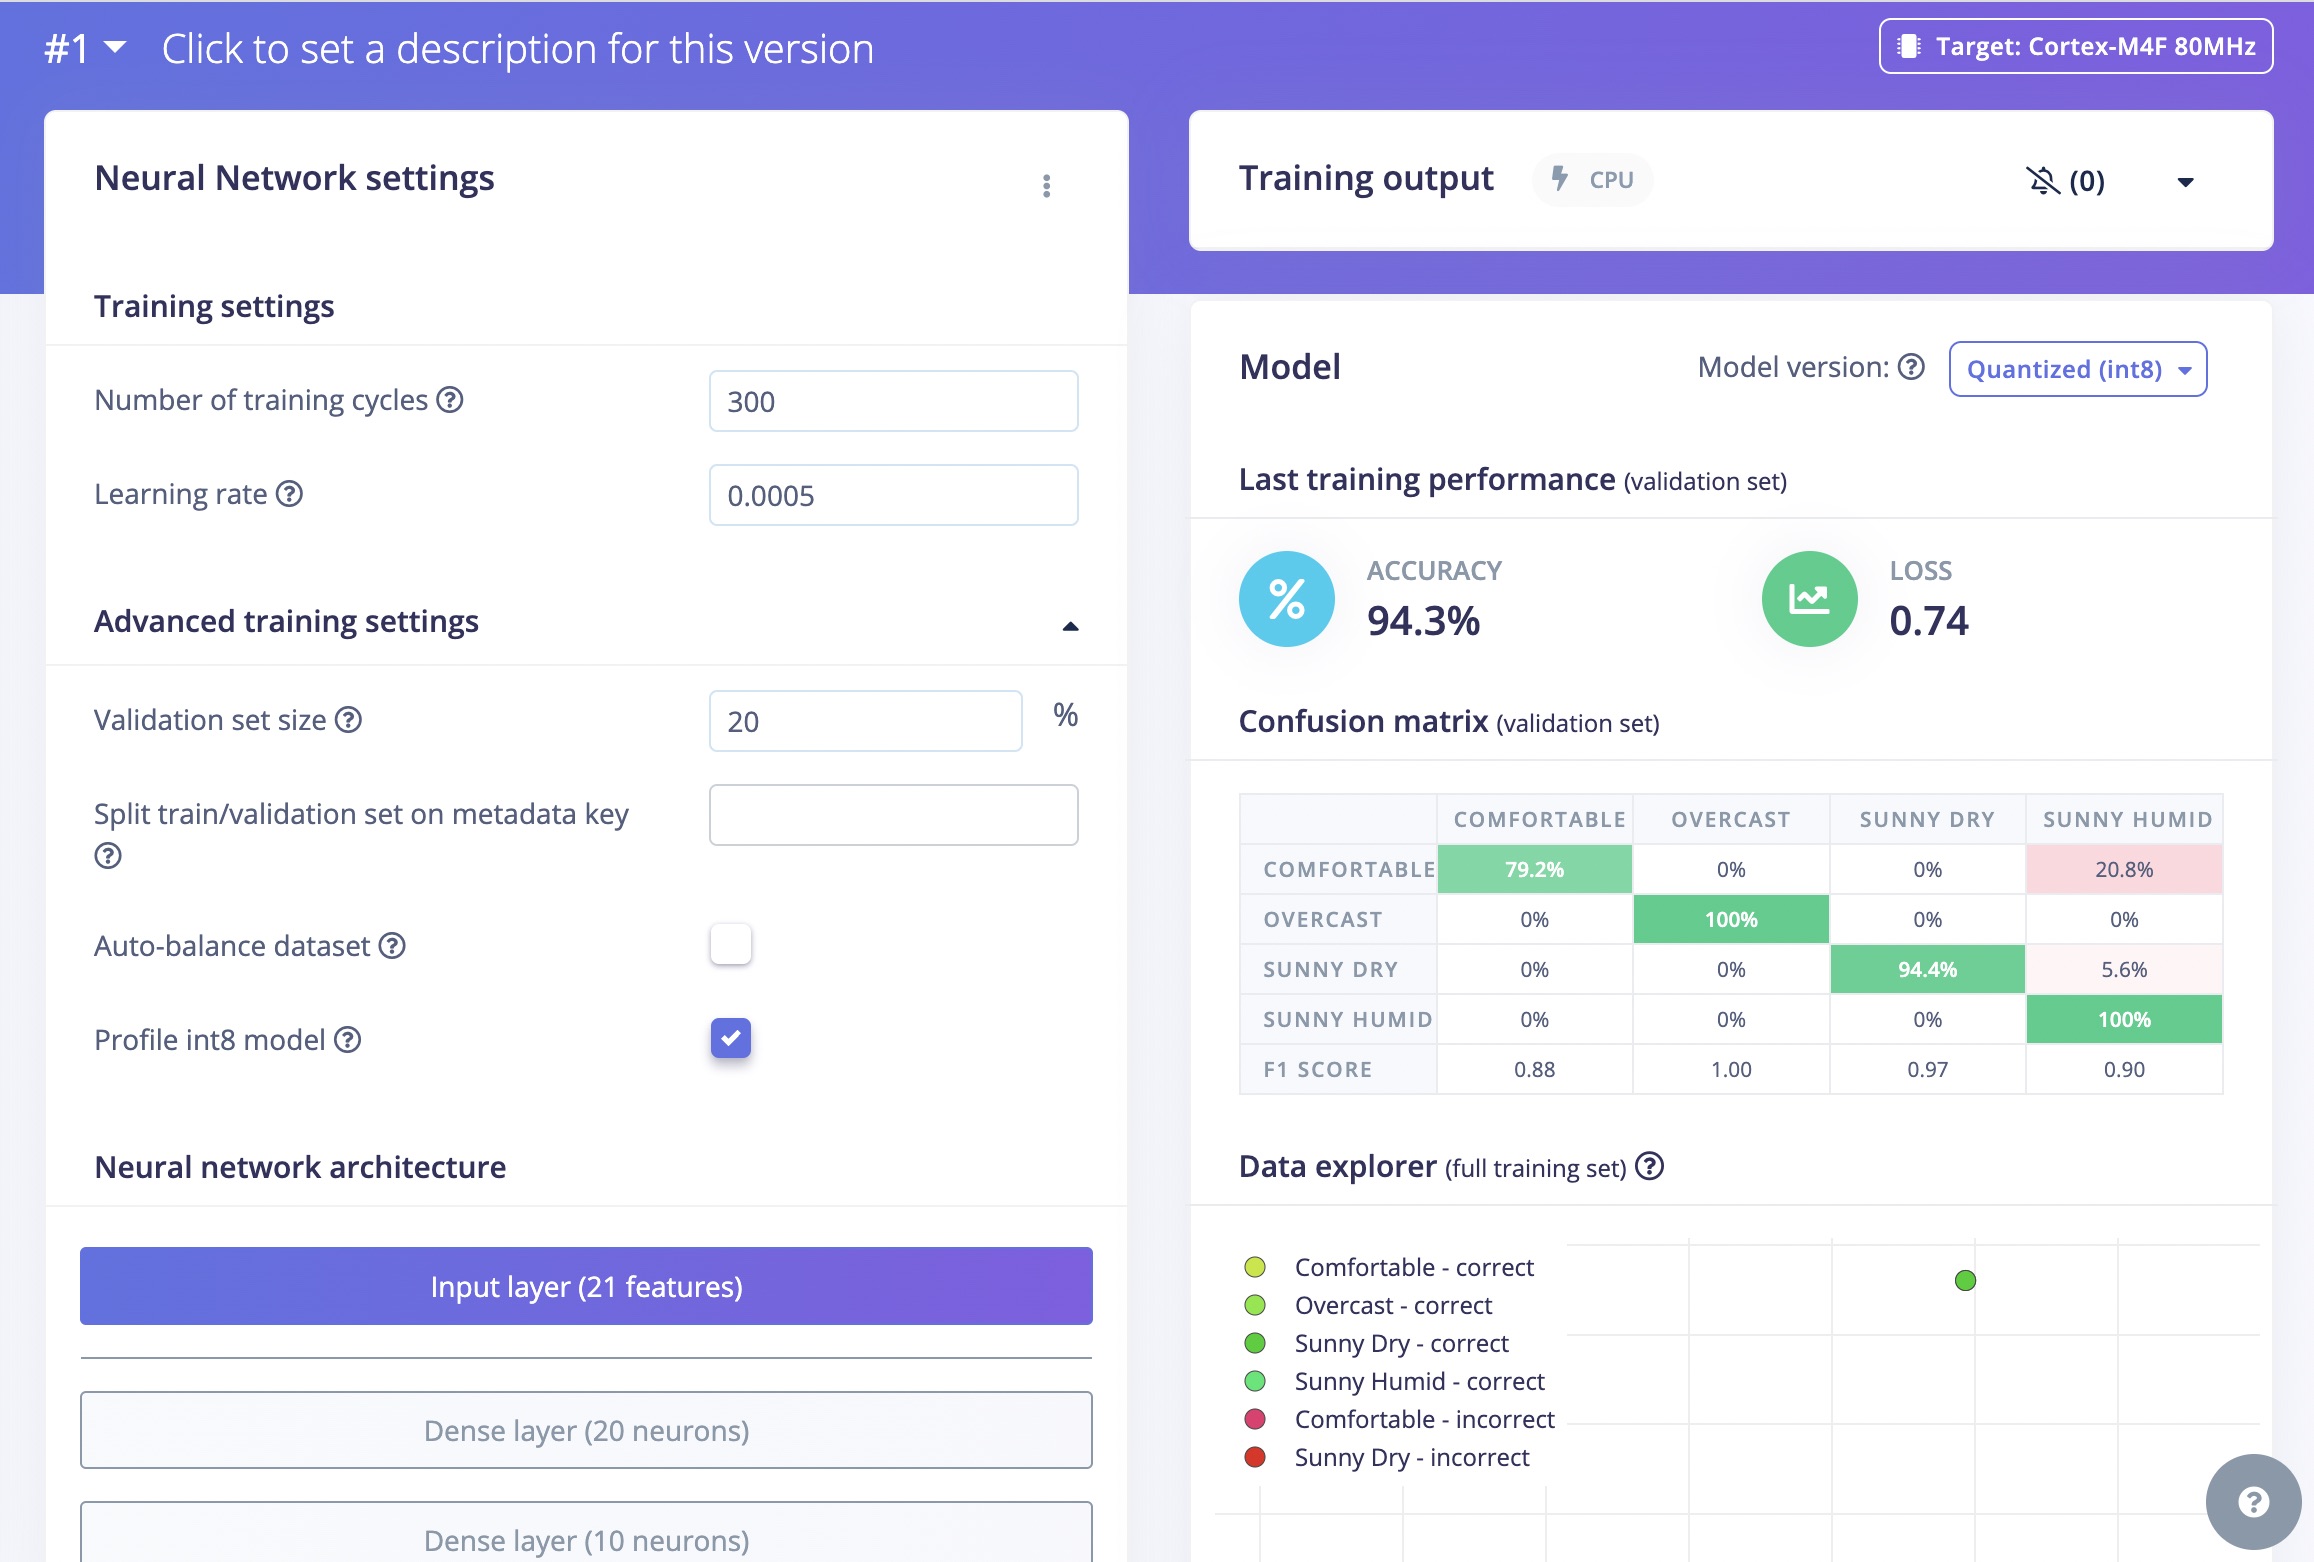 #1 Click to set a description for this version
Target: Cortex-M4F 80MHz
Neural Network settings
Training settings
Number of training cycles ?
300
Learning rate ?
0.0005
Advanced training settings
Validation set size ?
20 %
Split train/validation set on metadata key
?
Auto-balance dataset ?
Profile int8 model ?
Neural network architecture
Input layer (21 features)
Dense layer (20 neurons)
Dense layer (10 neurons)
Training output CPU (0)
Model
Model version: ? Quantized (int8)
Last training performance (validation set)
% ACCURACY
94.3%
LOSS
0.74
Confusion matrix (validation set)
COMFORTABLE OVERCAST SUNNY DRY SUNNY HUMID
COMFORTABLE 79.2% 0% 0% 20.8%
OVERCAST 0% 100% 0% 0%
SUNNY DRY 0% 0% 94.4% 5.6%
SUNNY HUMID 0% 0% 0% 100%
F1 SCORE 0.88 1.00 0.97 0.90
Data explorer (full training set) ?
Comfortable - correct
Overcast - correct
Sunny Dry - correct
Sunny Humid - correct
Comfortable - incorrect
Sunny Dry - incorrect
?